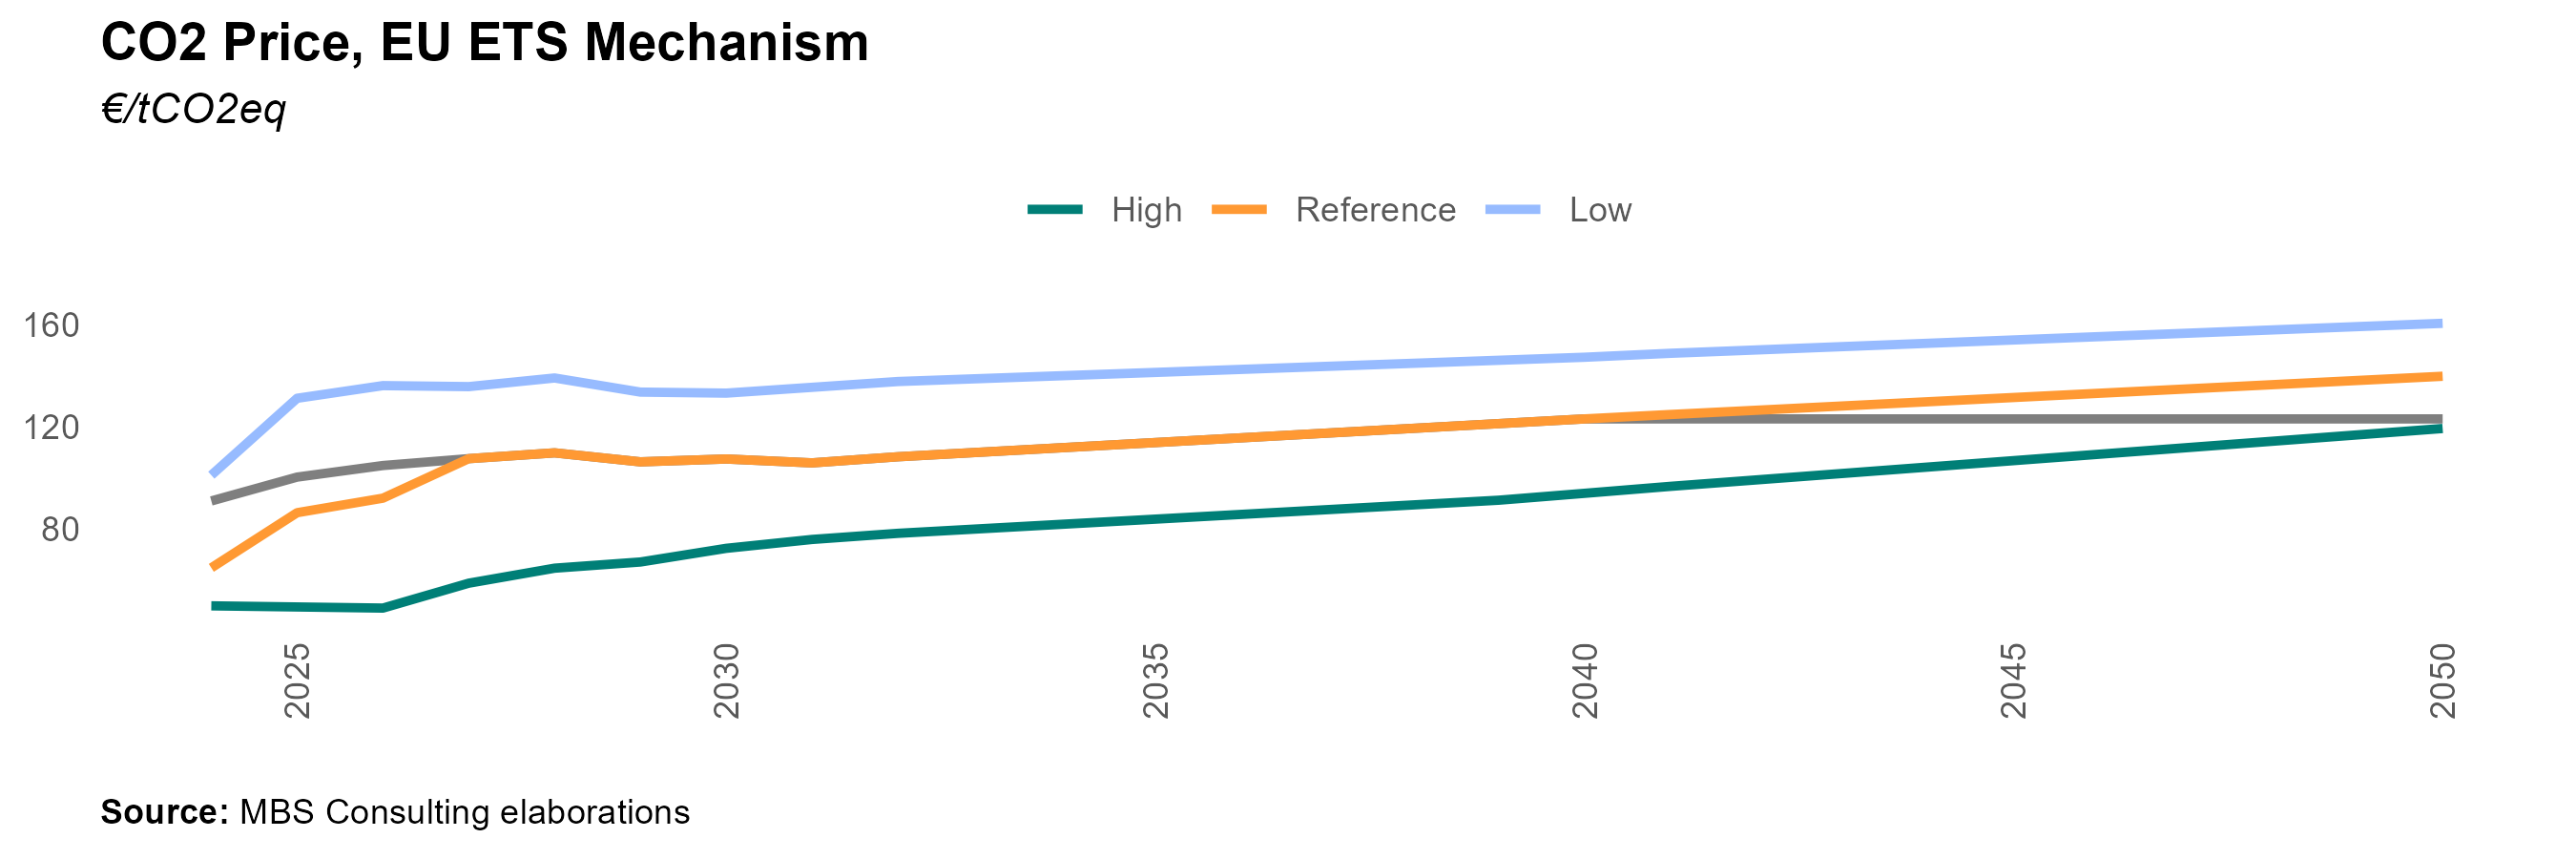 CO2 Price, EU ETS Mechanism
€/tCO2eq
High Reference Low
160
120
80
2025 2030 2035 2040 2045 2050
Source: MBS Consulting elaborations